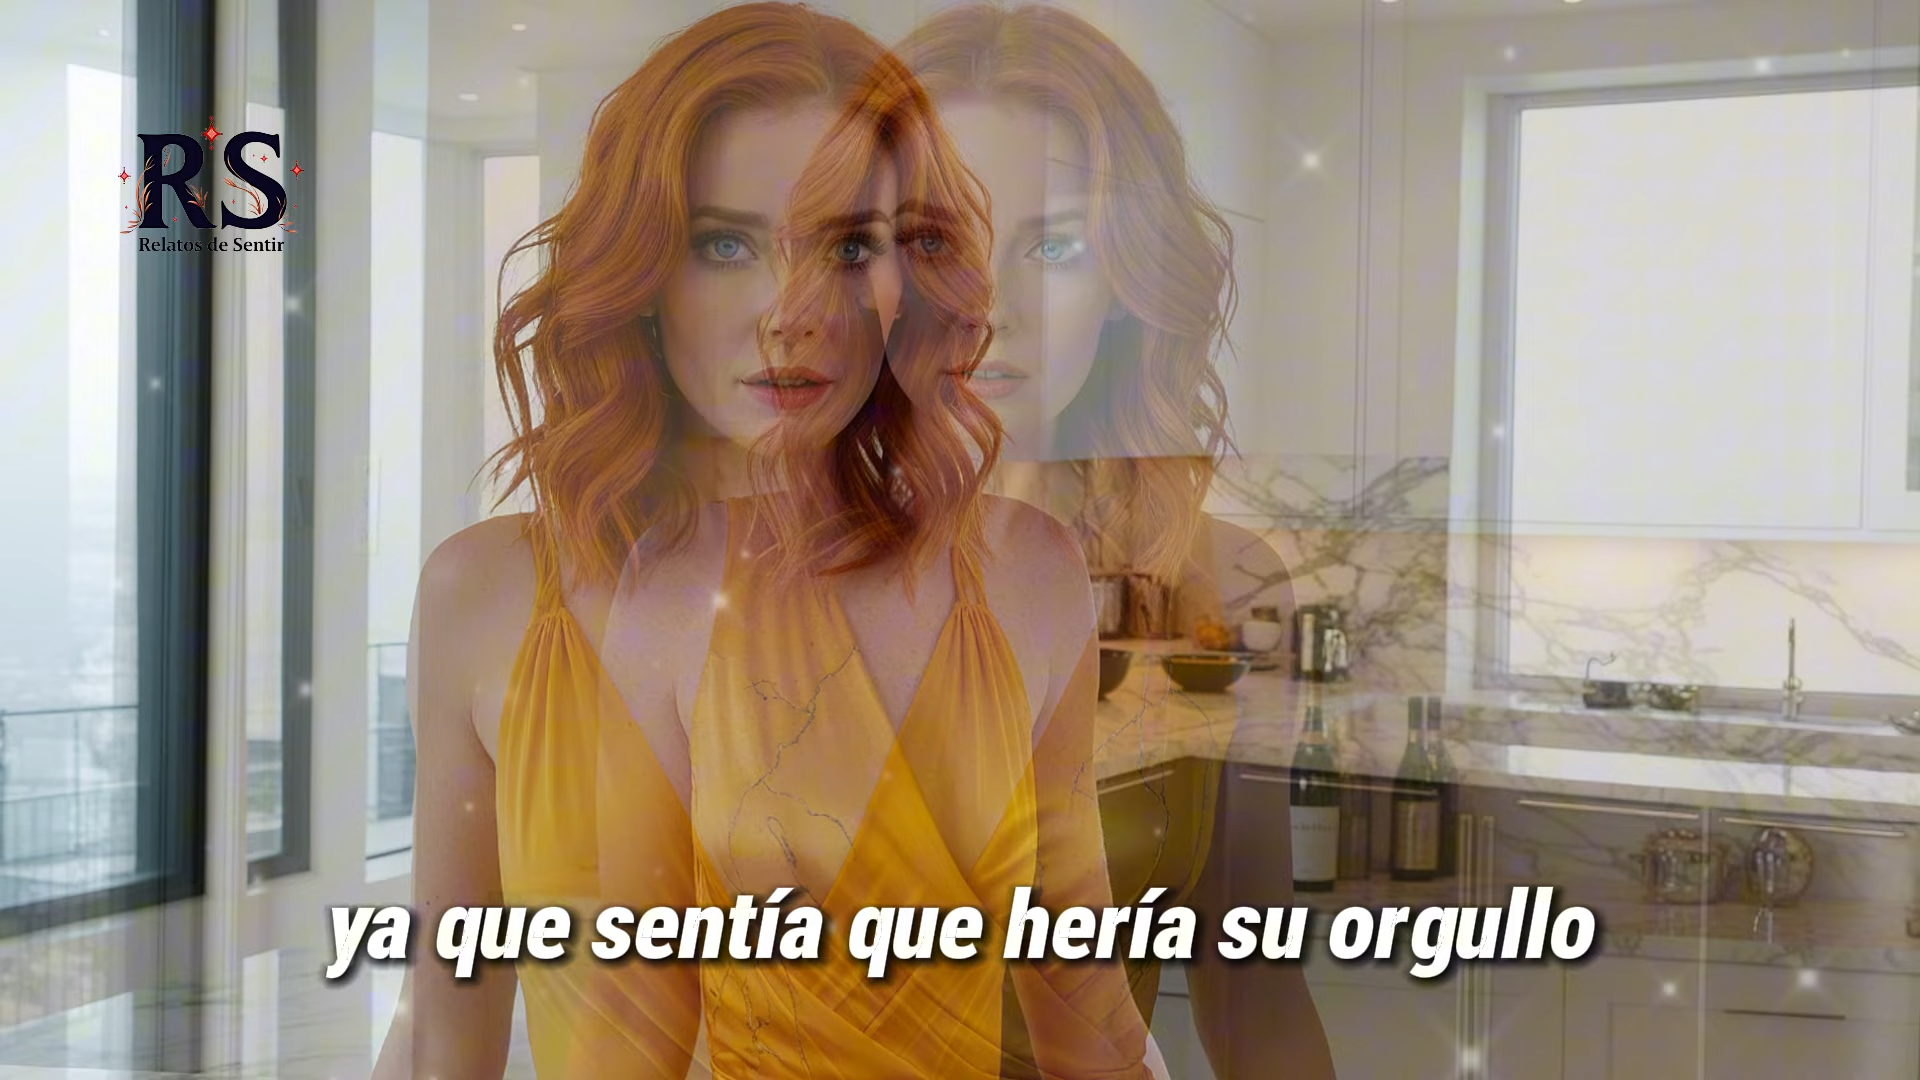 RS
Relatos de Sentir
ya que sentía que hería su orgullo